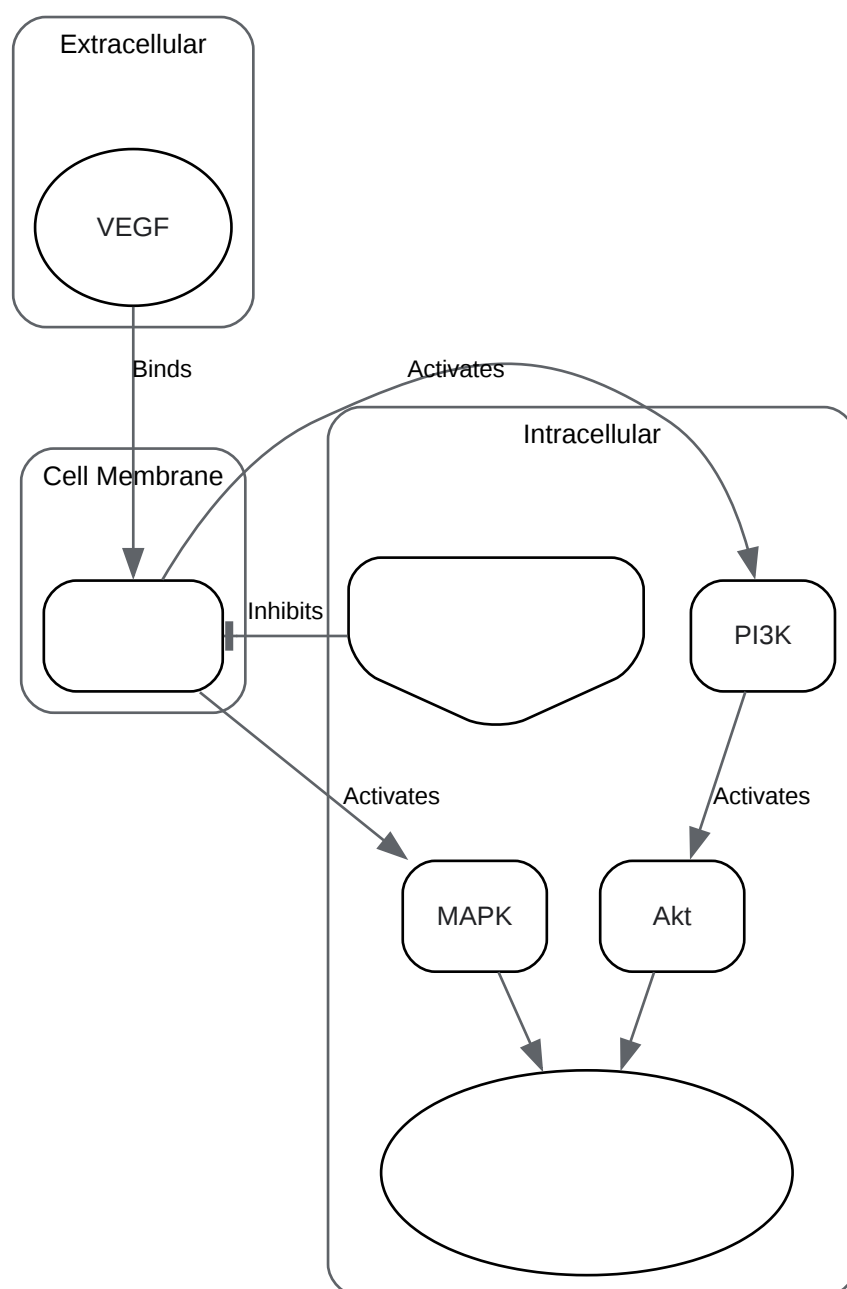 Extracellular
VEGF
Binds
Activates
Intracellular
Cell Membrane
Inhibits
PI3K
Activates
Activates
MAPK
Akt